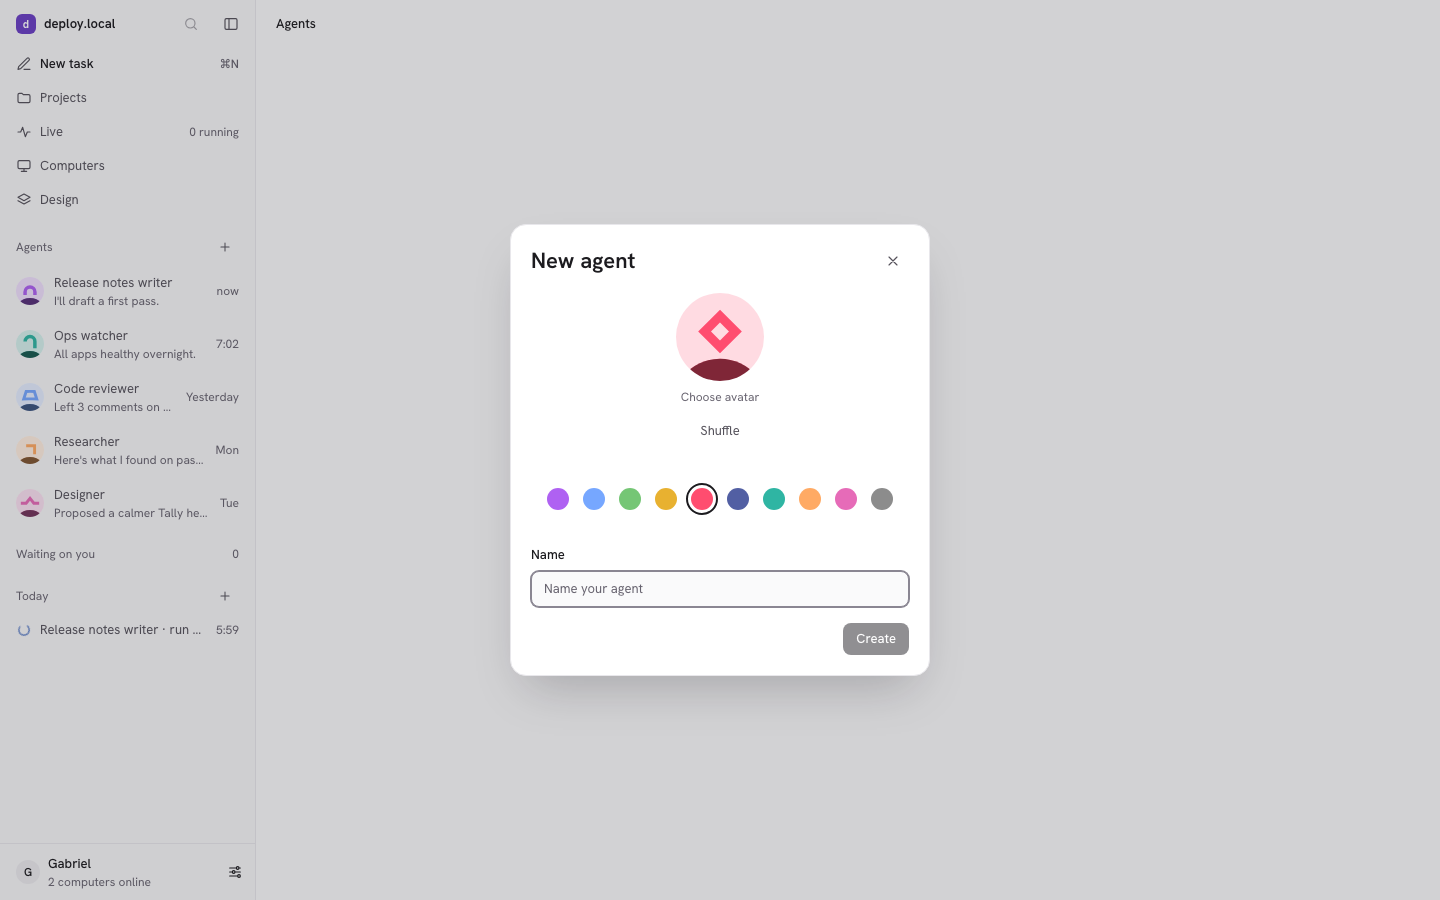 d deploy.local
New task ⌘N
Projects
Live 0 running
Computers
Design
Agents
Release notes writer
I'll draft a first pass.
now
Ops watcher
All apps healthy overnight.
7:02
Code reviewer
Left 3 comments on ...
Yesterday
Researcher
Here's what I found on pas...
Mon
Designer
Proposed a calmer Tally he...
Tue
Waiting on you 0
Today
Release notes writer · run ... 5:59
G
Gabriel
2 computers online
Agents
New agent
Choose avatar
Shuffle
Name
Name your agent
Create